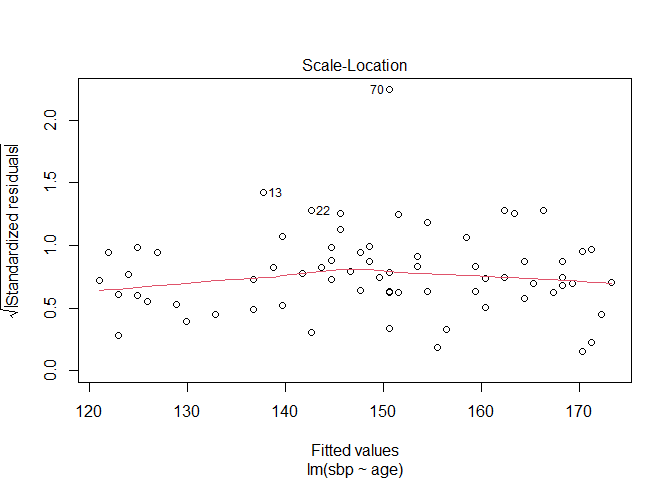 Scale-Location
√|Standardized residuals|
2.0
1.5
1.0
0.5
0.0
70
13
22
120 130 140 150 160 170
Fitted values
lm(sbp ~ age)